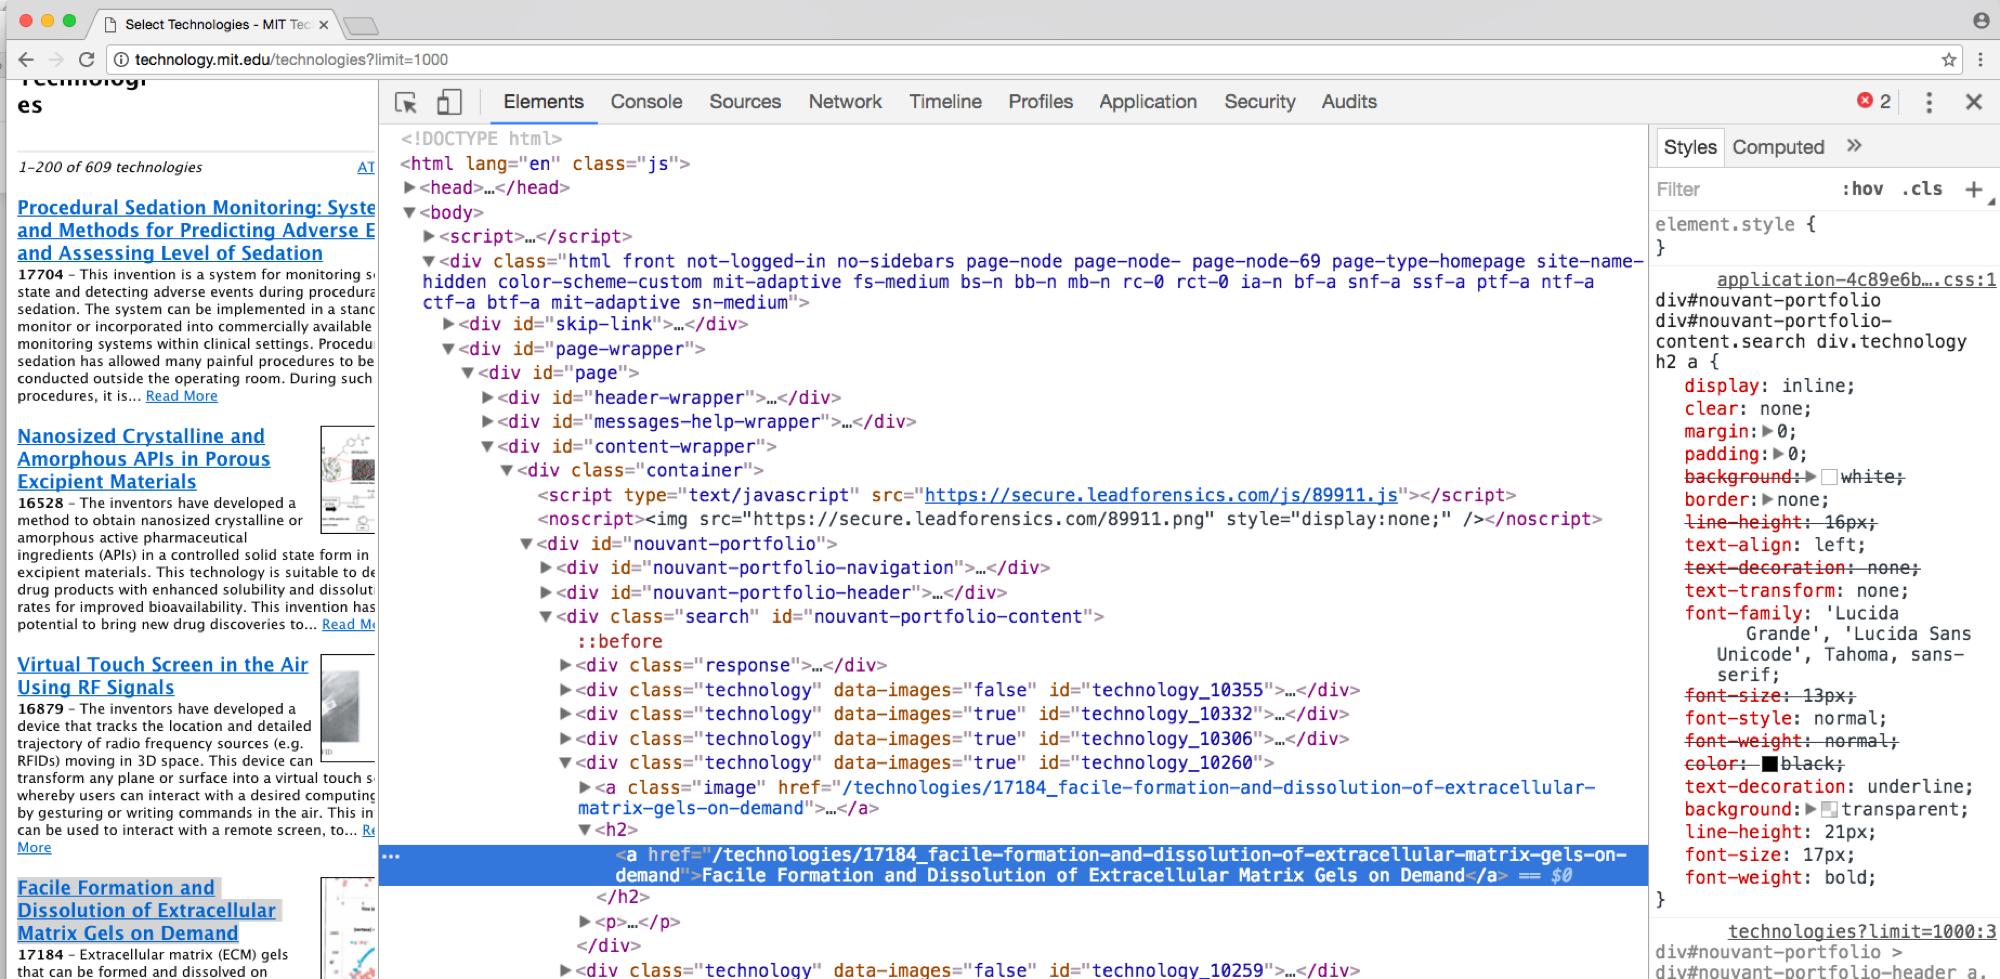 Select Technologies - MIT Tec
technology.mit.edu/technologies?limit=1000
Technologi
es
1–200 of 609 technologies
AT
Procedural Sedation Monitoring: Syste
and Methods for Predicting Adverse E
and Assessing Level of Sedation
17704 – This invention is a system for monitoring s
state and detecting adverse events during procedura
sedation. The system can be implemented in a stand
monitor or incorporated into commercially available
monitoring systems within clinical settings. Procedu
sedation has allowed many painful procedures to be
conducted outside the operating room. During such
procedures, it is... Read More
Nanosized Crystalline and
Amorphous APIs in Porous
Excipient Materials
16528 – The inventors have developed a
method to obtain nanosized crystalline or
amorphous active pharmaceutical
ingredients (APIs) in a controlled solid state form in
excipient materials. This technology is suitable to de
drug products with enhanced solubility and dissoluti
rates for improved bioavailability. This invention has
potential to bring new drug discoveries to... Read Mo
Virtual Touch Screen in the Air
Using RF Signals
16879 – The inventors have developed a
device that tracks the location and detailed
trajectory of radio frequency sources (e.g.
RFIDs) moving in 3D space. This device can
transform any plane or surface into a virtual touch s
whereby users can interact with a desired computing
by gesturing or writing commands in the air. This in
can be used to interact with a remote screen, to... Re
More
Facile Formation and
Dissolution of Extracellular
Matrix Gels on Demand
17184 – Extracellular matrix (ECM) gels
that can be formed and dissolved on
Elements Console Sources Network Timeline Profiles Application Security Audits
2
<!DOCTYPE html>
<html lang="en" class="js">
<head>…</head>
<body>
<script>…</script>
<div class="html front not-logged-in no-sidebars page-node page-node- page-node-69 page-type-homepage site-name-
hidden color-scheme-custom mit-adaptive fs-medium bs-n bb-n mb-n rc-0 rct-0 ia-n bf-a snf-a ssf-a ptf-a ntf-a
ctf-a btf-a mit-adaptive sn-medium">
<div id="skip-link">…</div>
<div id="page-wrapper">
<div id="page">
<div id="header-wrapper">…</div>
<div id="messages-help-wrapper">…</div>
<div id="content-wrapper">
<div class="container">
<script type="text/javascript" src="https://secure.leadforensics.com/js/89911.js"></script>
<noscript><img src="https://secure.leadforensics.com/89911.png" style="display:none;" /></noscript>
<div id="nouvant-portfolio">
<div id="nouvant-portfolio-navigation">…</div>
<div id="nouvant-portfolio-header">…</div>
<div class="search" id="nouvant-portfolio-content">
::before
<div class="response">…</div>
<div class="technology" data-images="false" id="technology_10355">…</div>
<div class="technology" data-images="true" id="technology_10332">…</div>
<div class="technology" data-images="true" id="technology_10306">…</div>
<div class="technology" data-images="true" id="technology_10260">
<a class="image" href="/technologies/17184_facile-formation-and-dissolution-of-extracellular-
matrix-gels-on-demand">…</a>
<h2>
<a href="/technologies/17184_facile-formation-and-dissolution-of-extracellular-matrix-gels-on-
demand">Facile Formation and Dissolution of Extracellular Matrix Gels on Demand</a> == $0
</h2>
<p>…</p>
</div>
<div class="technology" data-images="false" id="technology_10259">…</div>
Styles Computed
Filter :hov .cls +
element.style {
}
application-4c89e6b….css:1
div#nouvant-portfolio
div#nouvant-portfolio-
content.search div.technology
h2 a {
display: inline;
clear: none;
margin: 0;
padding: 0;
background: white;
border: none;
line-height: 16px;
text-align: left;
text-decoration: none;
text-transform: none;
font-family: 'Lucida
Grande', 'Lucida Sans
Unicode', Tahoma, sans-
serif;
font-size: 13px;
font-style: normal;
font-weight: normal;
color: black;
text-decoration: underline;
background: transparent;
line-height: 21px;
font-size: 17px;
font-weight: bold;
}
technologies?limit=1000:3
div#nouvant-portfolio >
div#nouvant-portfolio-header a,